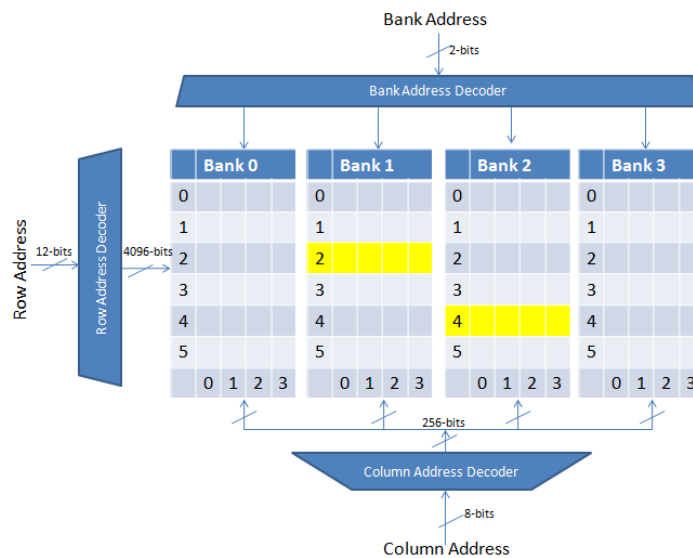 Bank Address
2-bits
Bank Address Decoder
Bank 0 Bank 1 Bank 2 Bank 3
0 0 0 0
1 1 1 1
Row Address
12-bits
Row Address Decoder
4096-bits
2 2 2 2
3 3 3 3
4 4 4 4
5 5 5 5
0 1 2 3 0 1 2 3 0 1 2 3 0 1 2 3
256-bits
Column Address Decoder
8-bits
Column Address